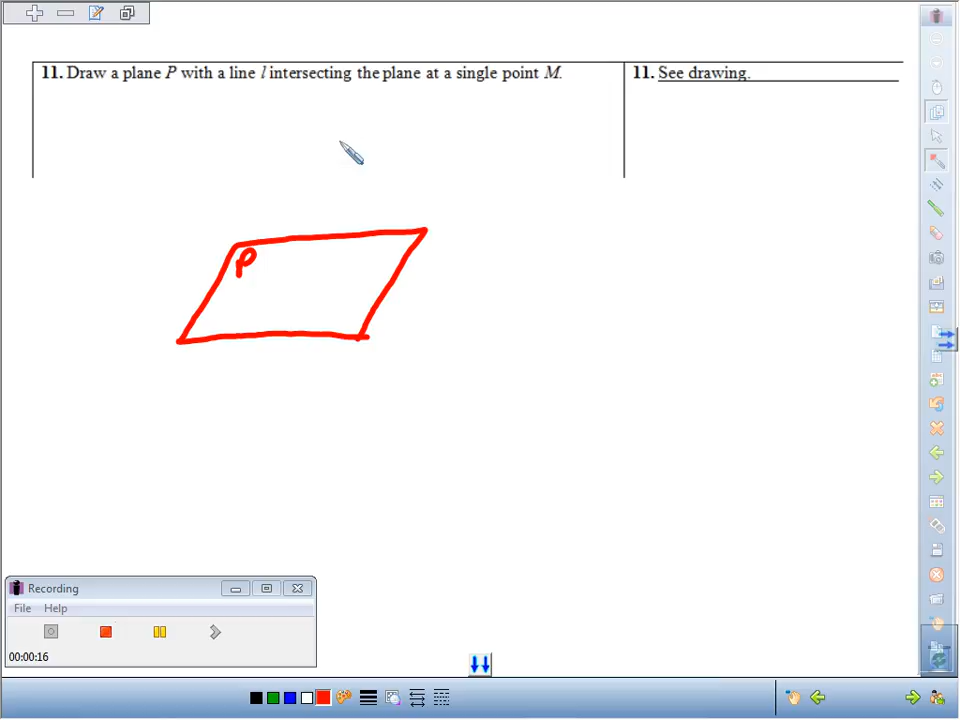 11. Draw a plane P with a line l intersecting the plane at a single point M.
11. See drawing.
P
Recording
File Help
00:00:16